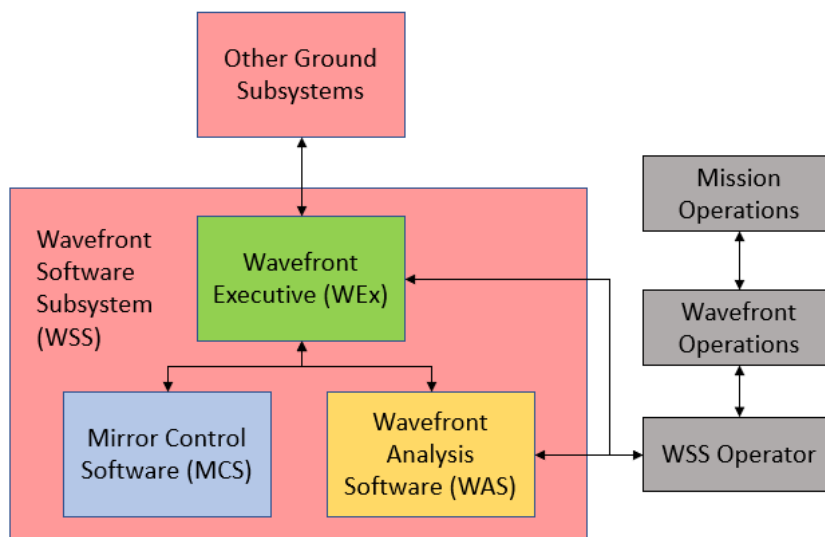 Other Ground
Subsystems
Wavefront
Software
Subsystem
(WSS)
Wavefront
Executive (WEx)
Mirror Control
Software (MCS)
Wavefront
Analysis
Software (WAS)
Mission
Operations
Wavefront
Operations
WSS Operator